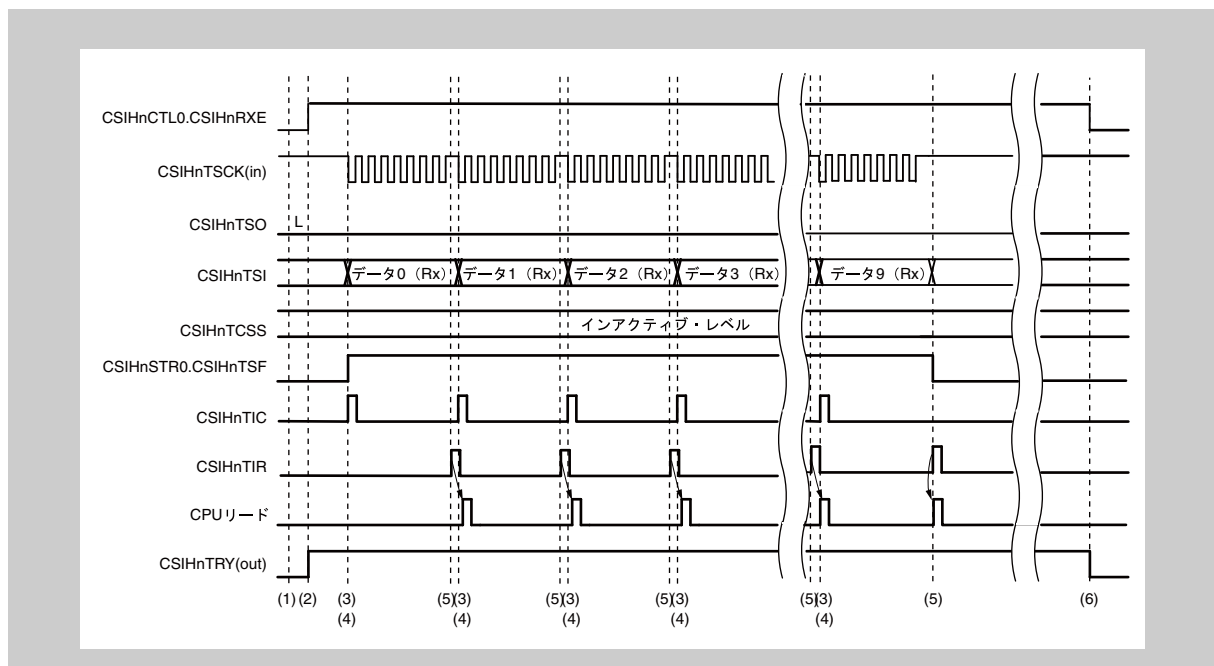 CSIHnCTL0.CSIHnRXE
CSIHnTSCK(in)
CSIHnTSO L
CSIHnTSI データ0（Rx） データ1（Rx） データ2（Rx） データ3（Rx） データ9（Rx）
CSIHnTCSS インアクティブ・レベル
CSIHnSTR0.CSIHnTSF
CSIHnTIC
CSIHnTIR
CPUリード
CSIHnTRY(out)
(1) (2) (3) (5)(3) (5)(3) (5)(3) (5)(3) (5) (6)
(4) (4) (4) (4) (4)